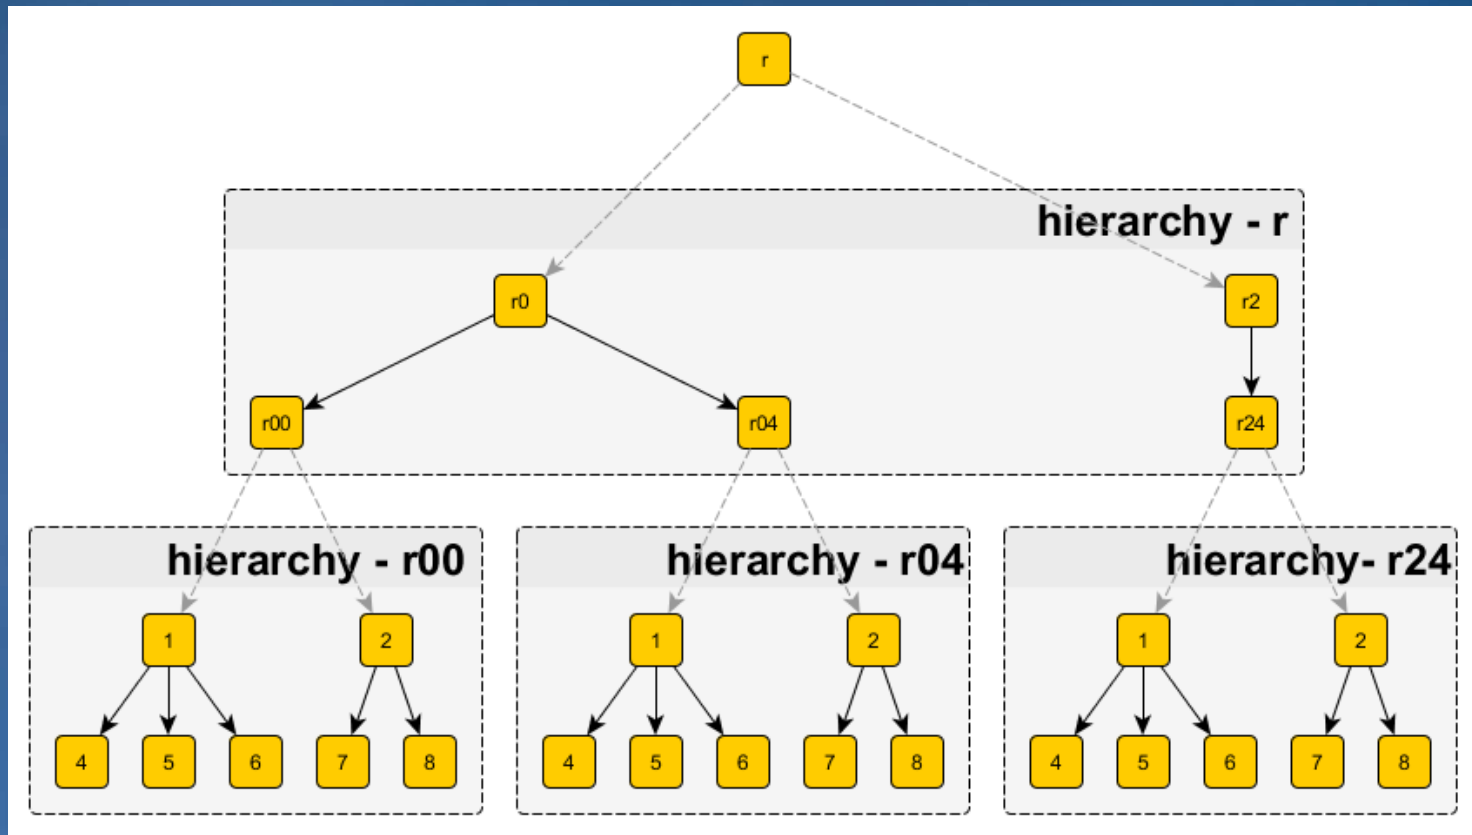 r
hierarchy - r
r0 r2
r00 r04 r24
hierarchy - r00 hierarchy - r04 hierarchy- r24
1 2 1 2 1 2
4 5 6 7 8 4 5 6 7 8 4 5 6 7 8